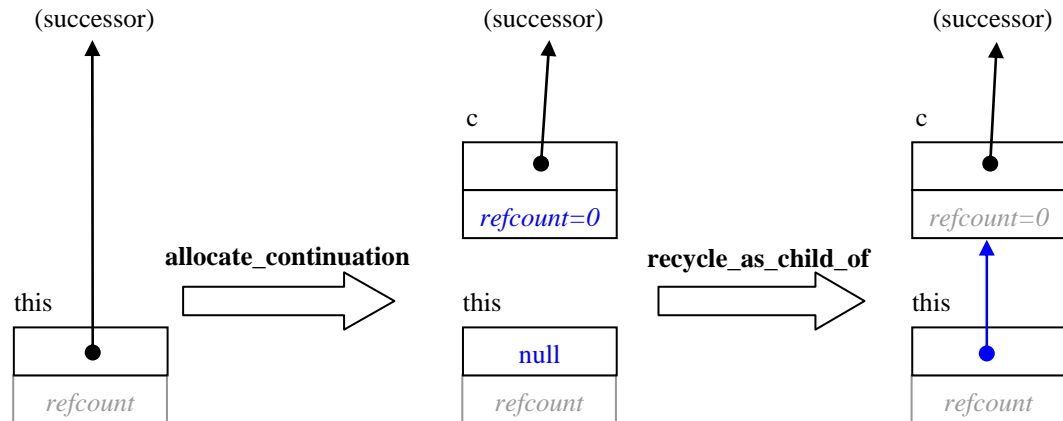 (successor)
(successor)
(successor)
c
c
refcount=0
refcount=0
allocate_continuation
recycle_as_child_of
this
this
this
null
refcount
refcount
refcount